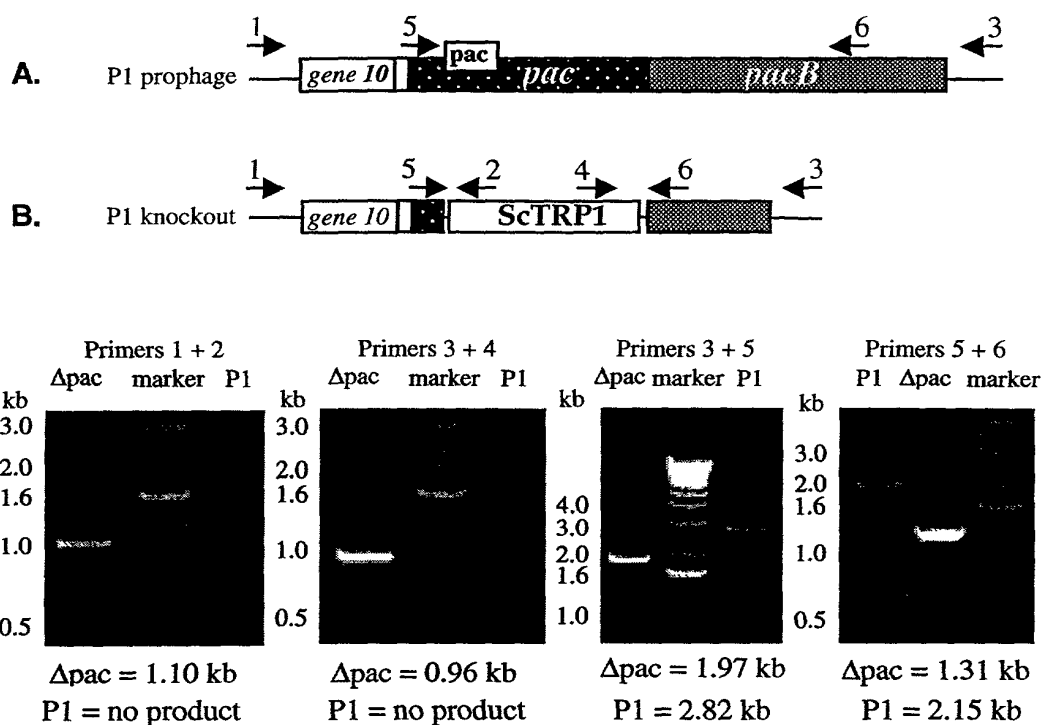 1 5 6 3
A. P1 prophage gene 10 pac pac pacB
1 5 2 4 6 3
B. P1 knockout gene 10 ScTRP1
Primers 1 + 2
Δpac marker P1
kb
3.0
2.0
1.6
1.0
0.5
Δpac = 1.10 kb
P1 = no product
Primers 3 + 4
Δpac marker P1
kb
3.0
2.0
1.6
1.0
0.5
Δpac = 0.96 kb
P1 = no product
Primers 3 + 5
Δpac marker P1
kb
4.0
3.0
2.0
1.6
1.0
Δpac = 1.97 kb
P1 = 2.82 kb
Primers 5 + 6
P1 Δpac marker
kb
3.0
2.0
1.6
1.0
0.5
Δpac = 1.31 kb
P1 = 2.15 kb